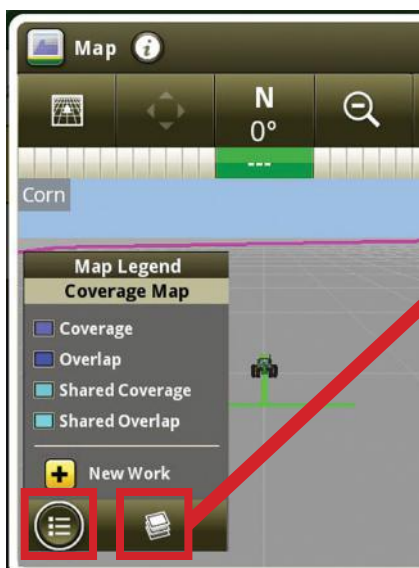 Map i
N
0°
---
Corn
Map Legend
Coverage Map
Coverage
Overlap
Shared Coverage
Shared Overlap
New Work